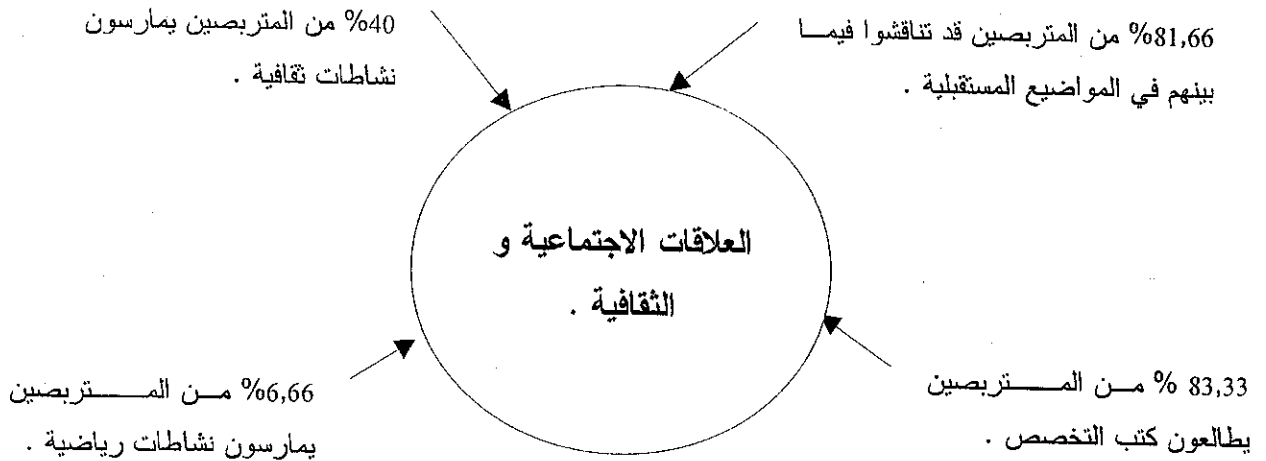 %81,66 من المتربصين قد تناقشوا فيما
بينهم في المواضيع المستقبلية .
%40 من المتربصين يمارسون
نشاطات ثقافية .
العلاقات الاجتماعية و
الثقافية .
83,33 % من المتربصين
يطالعون كتب التخصص .
%6,66 من المتربصين
يمارسون نشاطات رياضية .